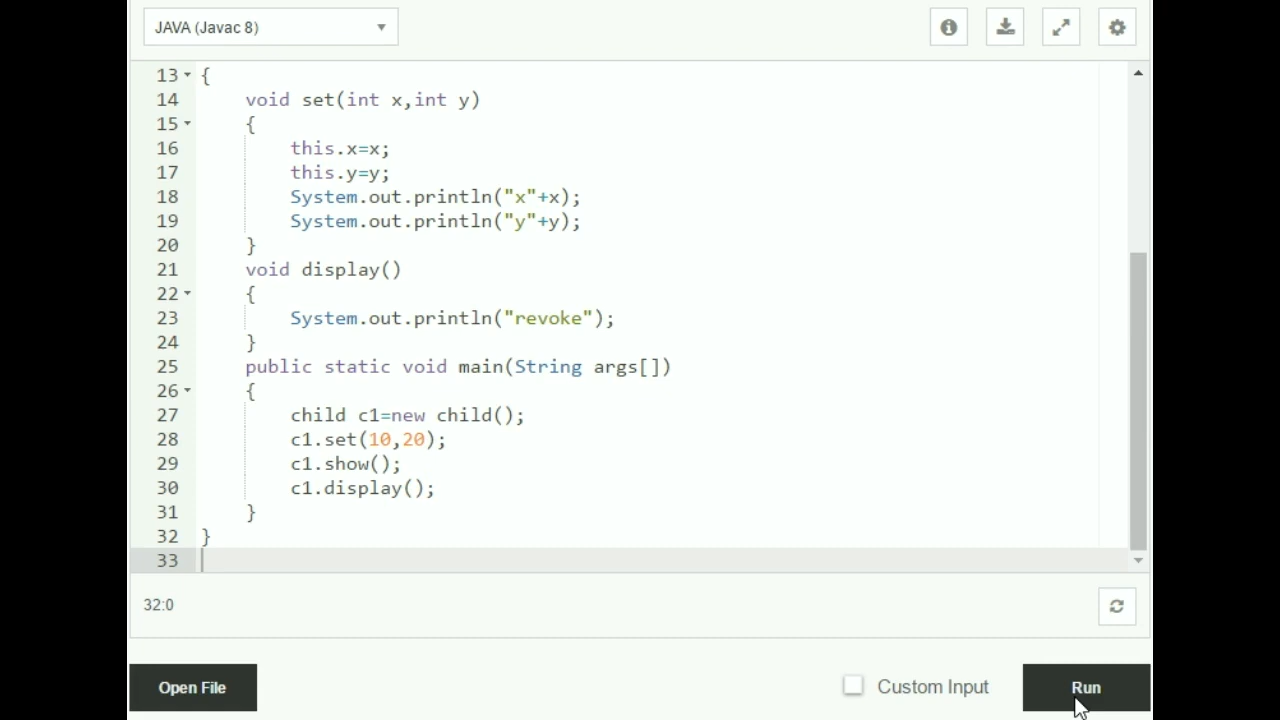 JAVA (Javac 8)
13 {
14 void set(int x,int y)
15 {
16 this.x=x;
17 this.y=y;
18 System.out.println("x"+x);
19 System.out.println("y"+y);
20 }
21 void display()
22 {
23 System.out.println("revoke");
24 }
25 public static void main(String args[])
26 {
27 child c1=new child();
28 c1.set(10,20);
29 c1.show();
30 c1.display();
31 }
32 }
33
32:0
Open File
Custom Input
Run